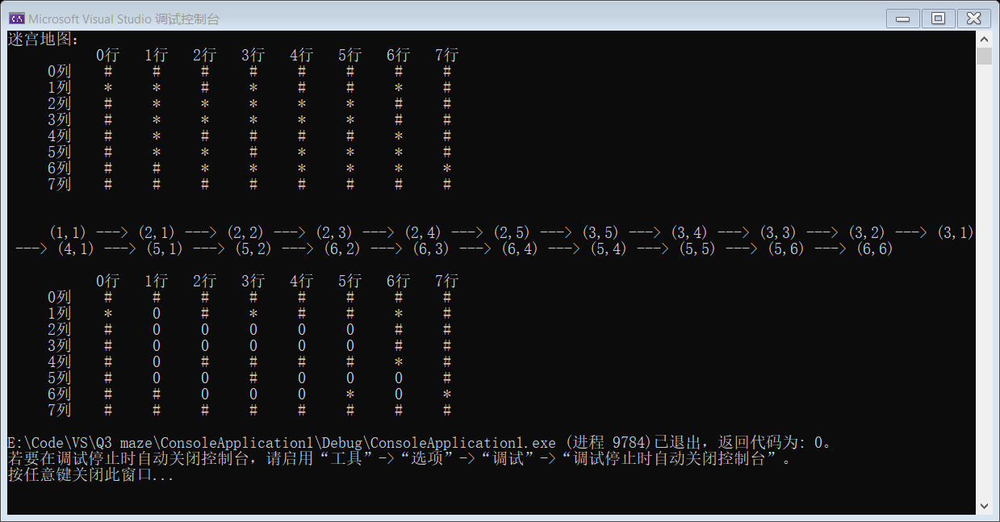 Microsoft Visual Studio 调试控制台
迷宫地图:
0行 1行 2行 3行 4行 5行 6行 7行
0列 # # # # # # # #
1列 * * # * # # * #
2列 # * * * * * # #
3列 # * * * * * # #
4列 # * # # # # * #
5列 # * * # * * * #
6列 # # * * * * * *
7列 # # # # # # # #
(1,1) ---> (2,1) ---> (2,2) ---> (2,3) ---> (2,4) ---> (2,5) ---> (3,5) ---> (3,4) ---> (3,3) ---> (3,2) ---> (3,1)
---> (4,1) ---> (5,1) ---> (5,2) ---> (6,2) ---> (6,3) ---> (6,4) ---> (5,4) ---> (5,5) ---> (5,6) ---> (6,6)
0行 1行 2行 3行 4行 5行 6行 7行
0列 # # # # # # # #
1列 * 0 # * # # * #
2列 # 0 0 0 0 0 # #
3列 # 0 0 0 0 0 # #
4列 # 0 # # # # * #
5列 # 0 0 # 0 0 0 #
6列 # # 0 0 0 * 0 *
7列 # # # # # # # #
E:\Code\VS\Q3 maze\ConsoleApplication1\Debug\ConsoleApplication1.exe (进程 9784)已退出，返回代码为: 0。
若要在调试停止时自动关闭控制台，请启用“工具”->“选项”->“调试”->“调试停止时自动关闭控制台”。
按任意键关闭此窗口...